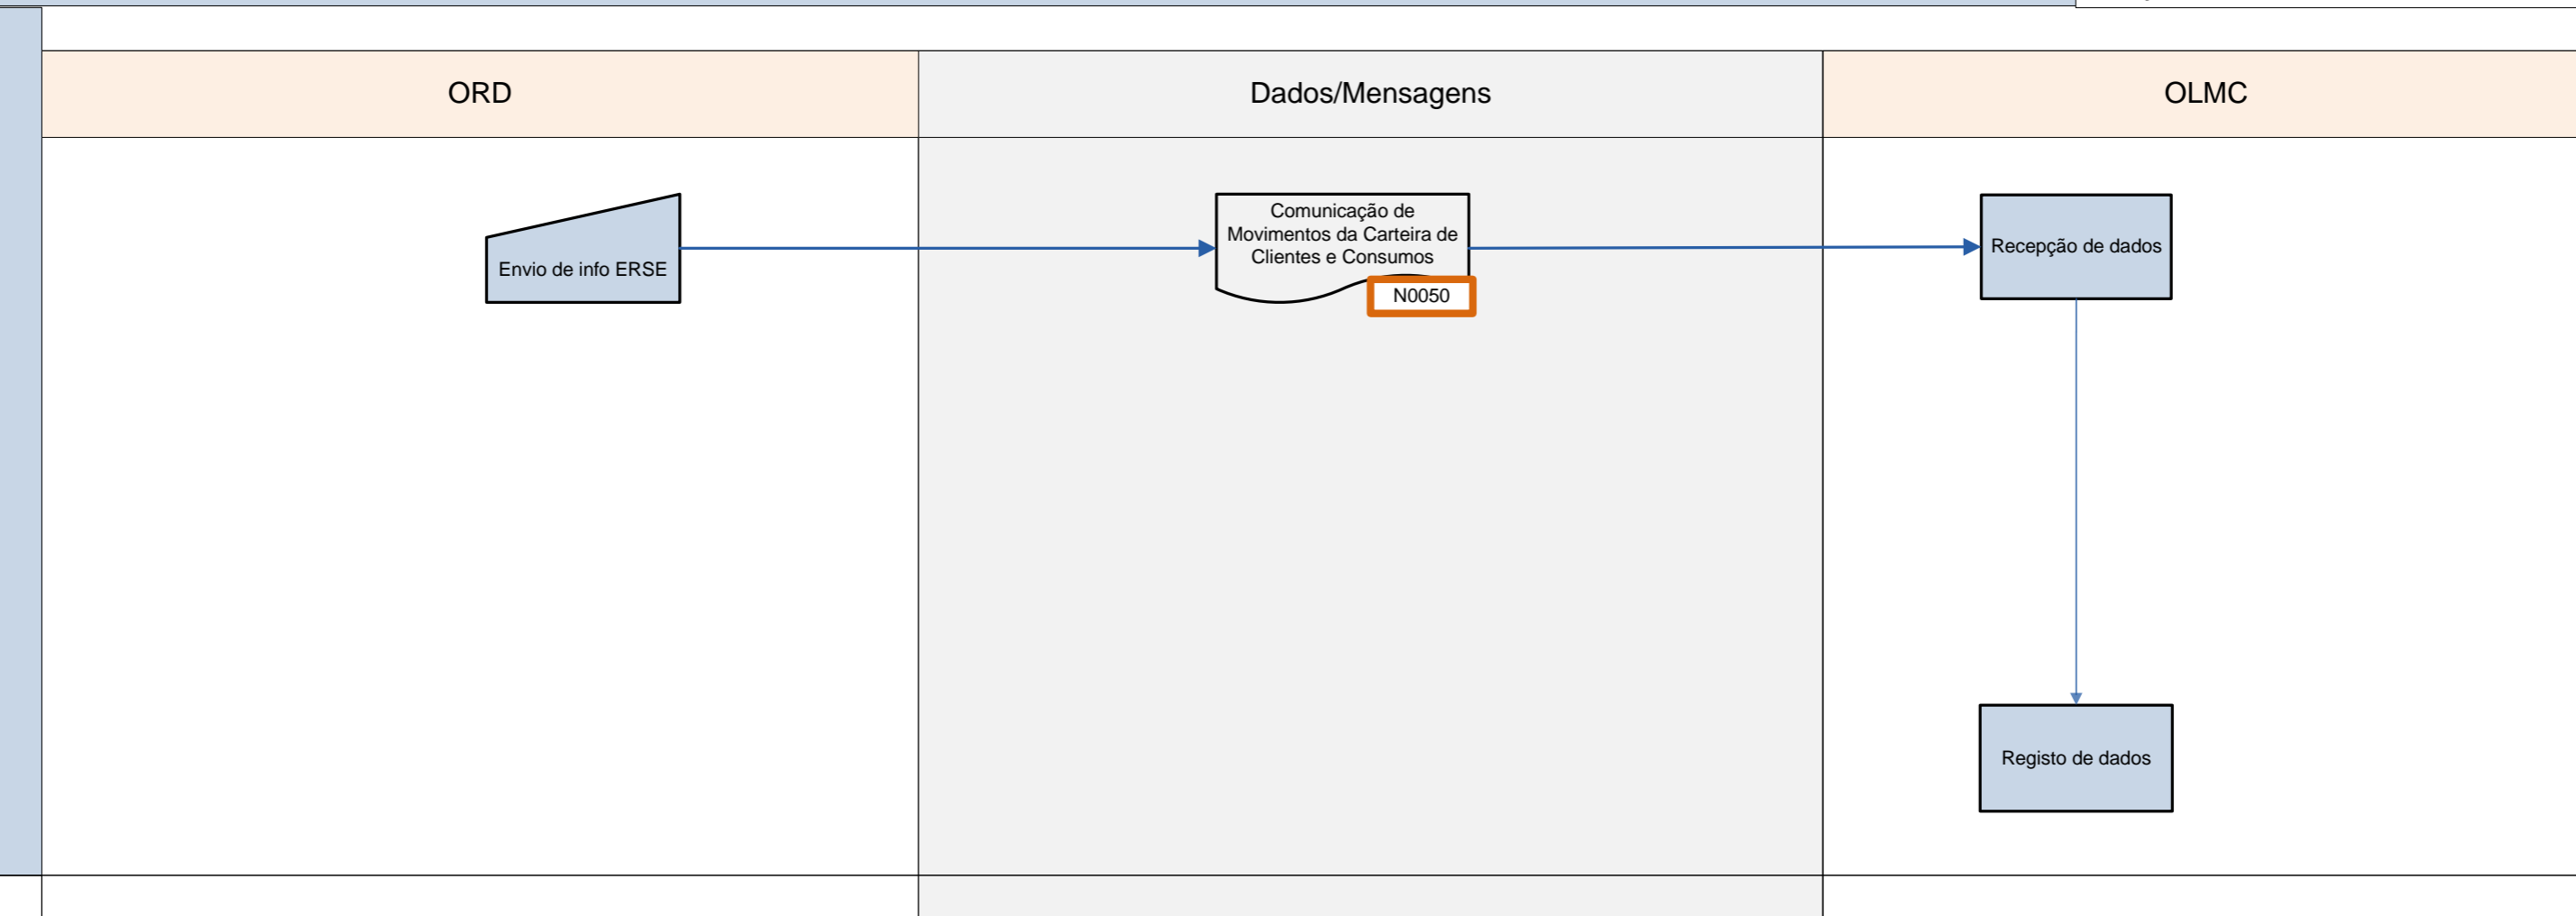 ORD
Dados/Mensagens
OLMC
Envio de info ERSE
Comunicação de
Movimentos da Carteira de
Clientes e Consumos
N0050
Recepção de dados
Registo de dados